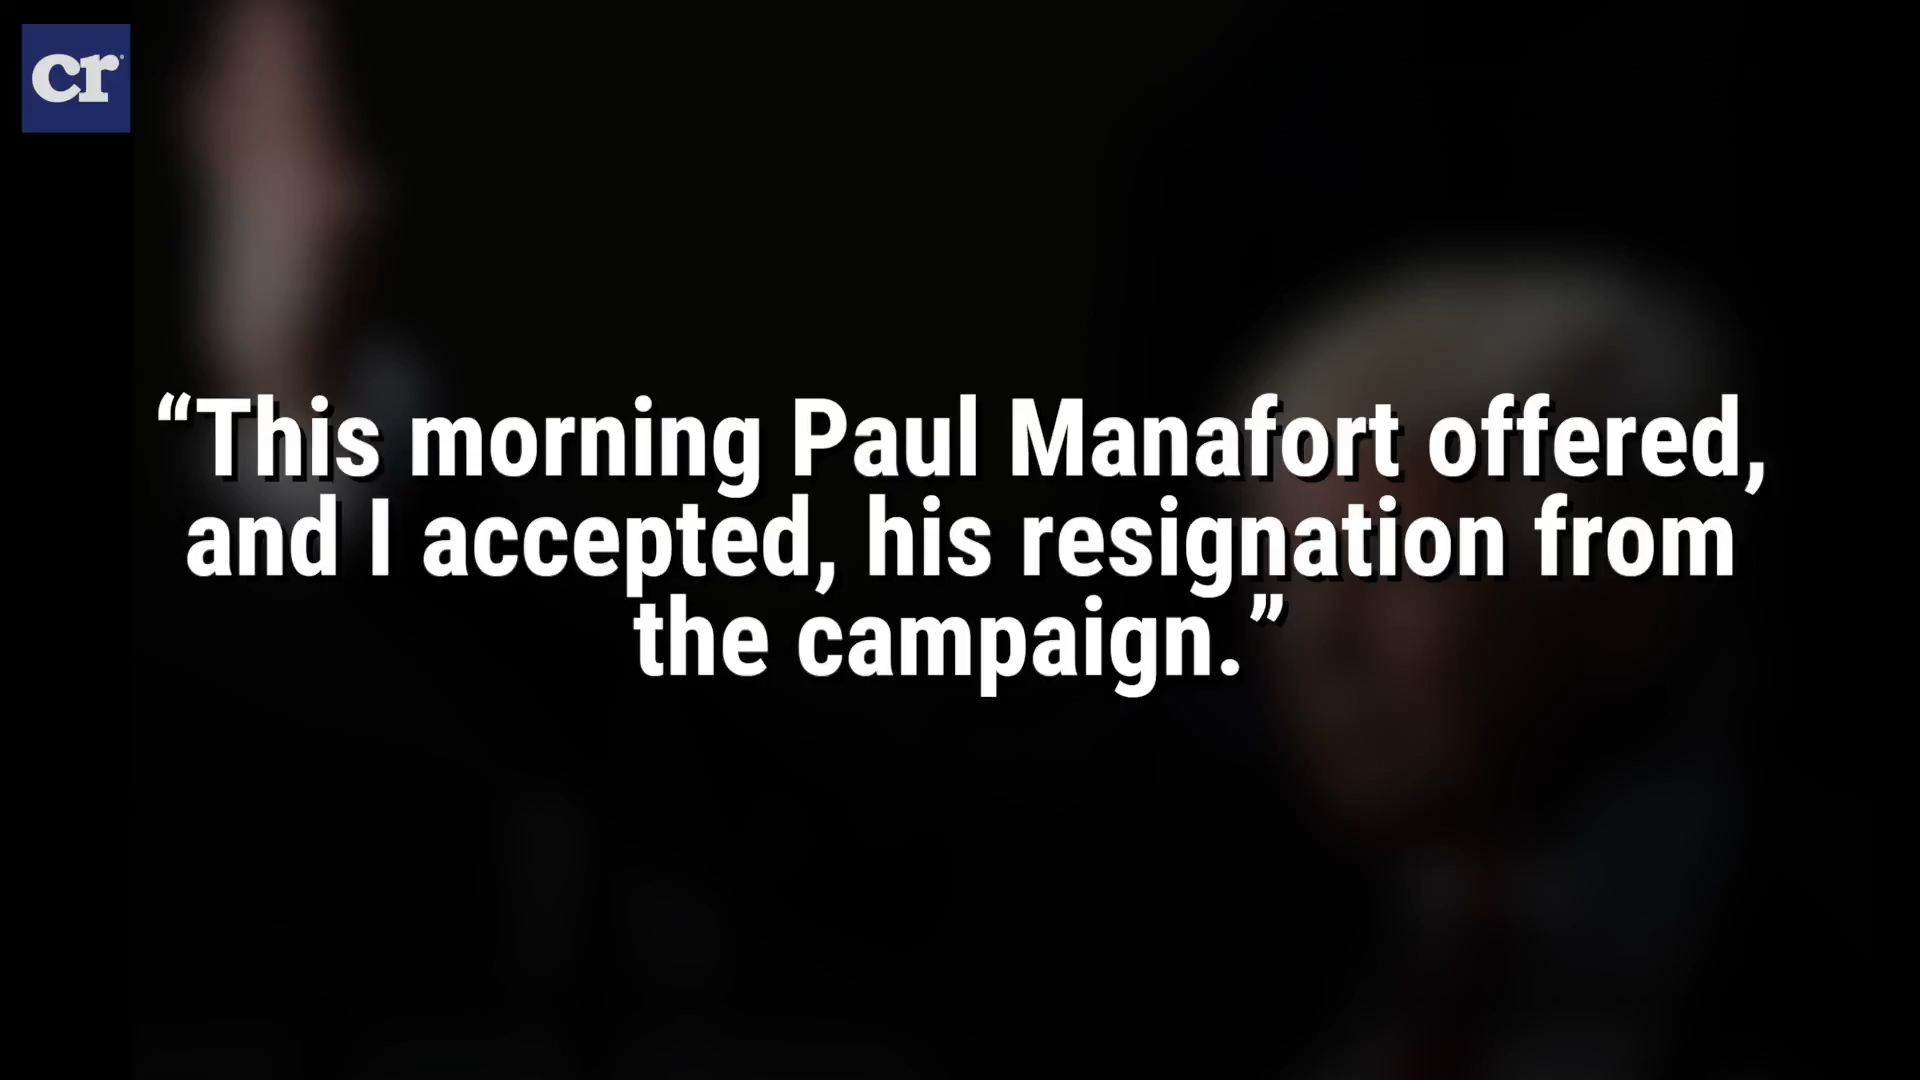 cr
“This morning Paul Manafort offered,
and I accepted, his resignation from
the campaign.”